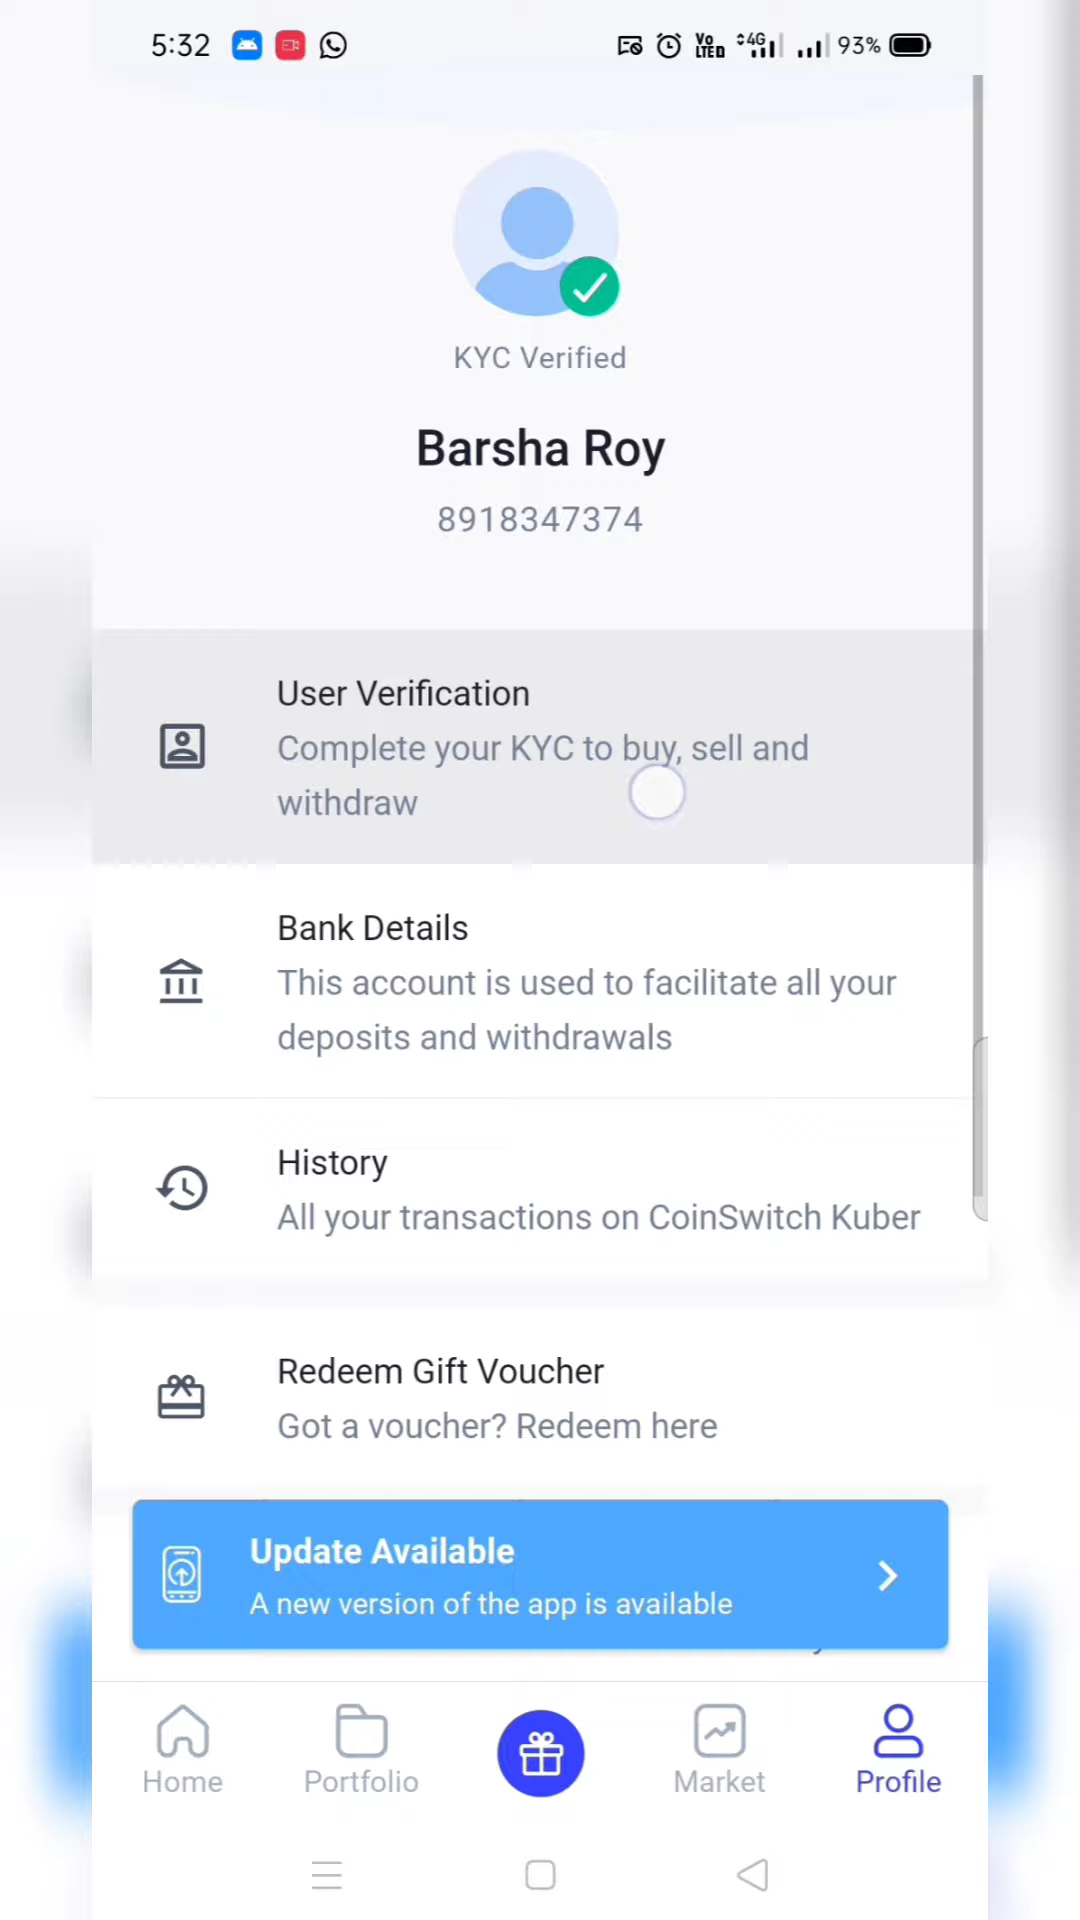 5:32
Vo LTED 4G 93%
KYC Verified
Barsha Roy
8918347374
User Verification
Complete your KYC to buy, sell and
withdraw
Bank Details
This account is used to facilitate all your
deposits and withdrawals
History
All your transactions on CoinSwitch Kuber
Redeem Gift Voucher
Got a voucher? Redeem here
Update Available
A new version of the app is available
Home
Portfolio
Market
Profile